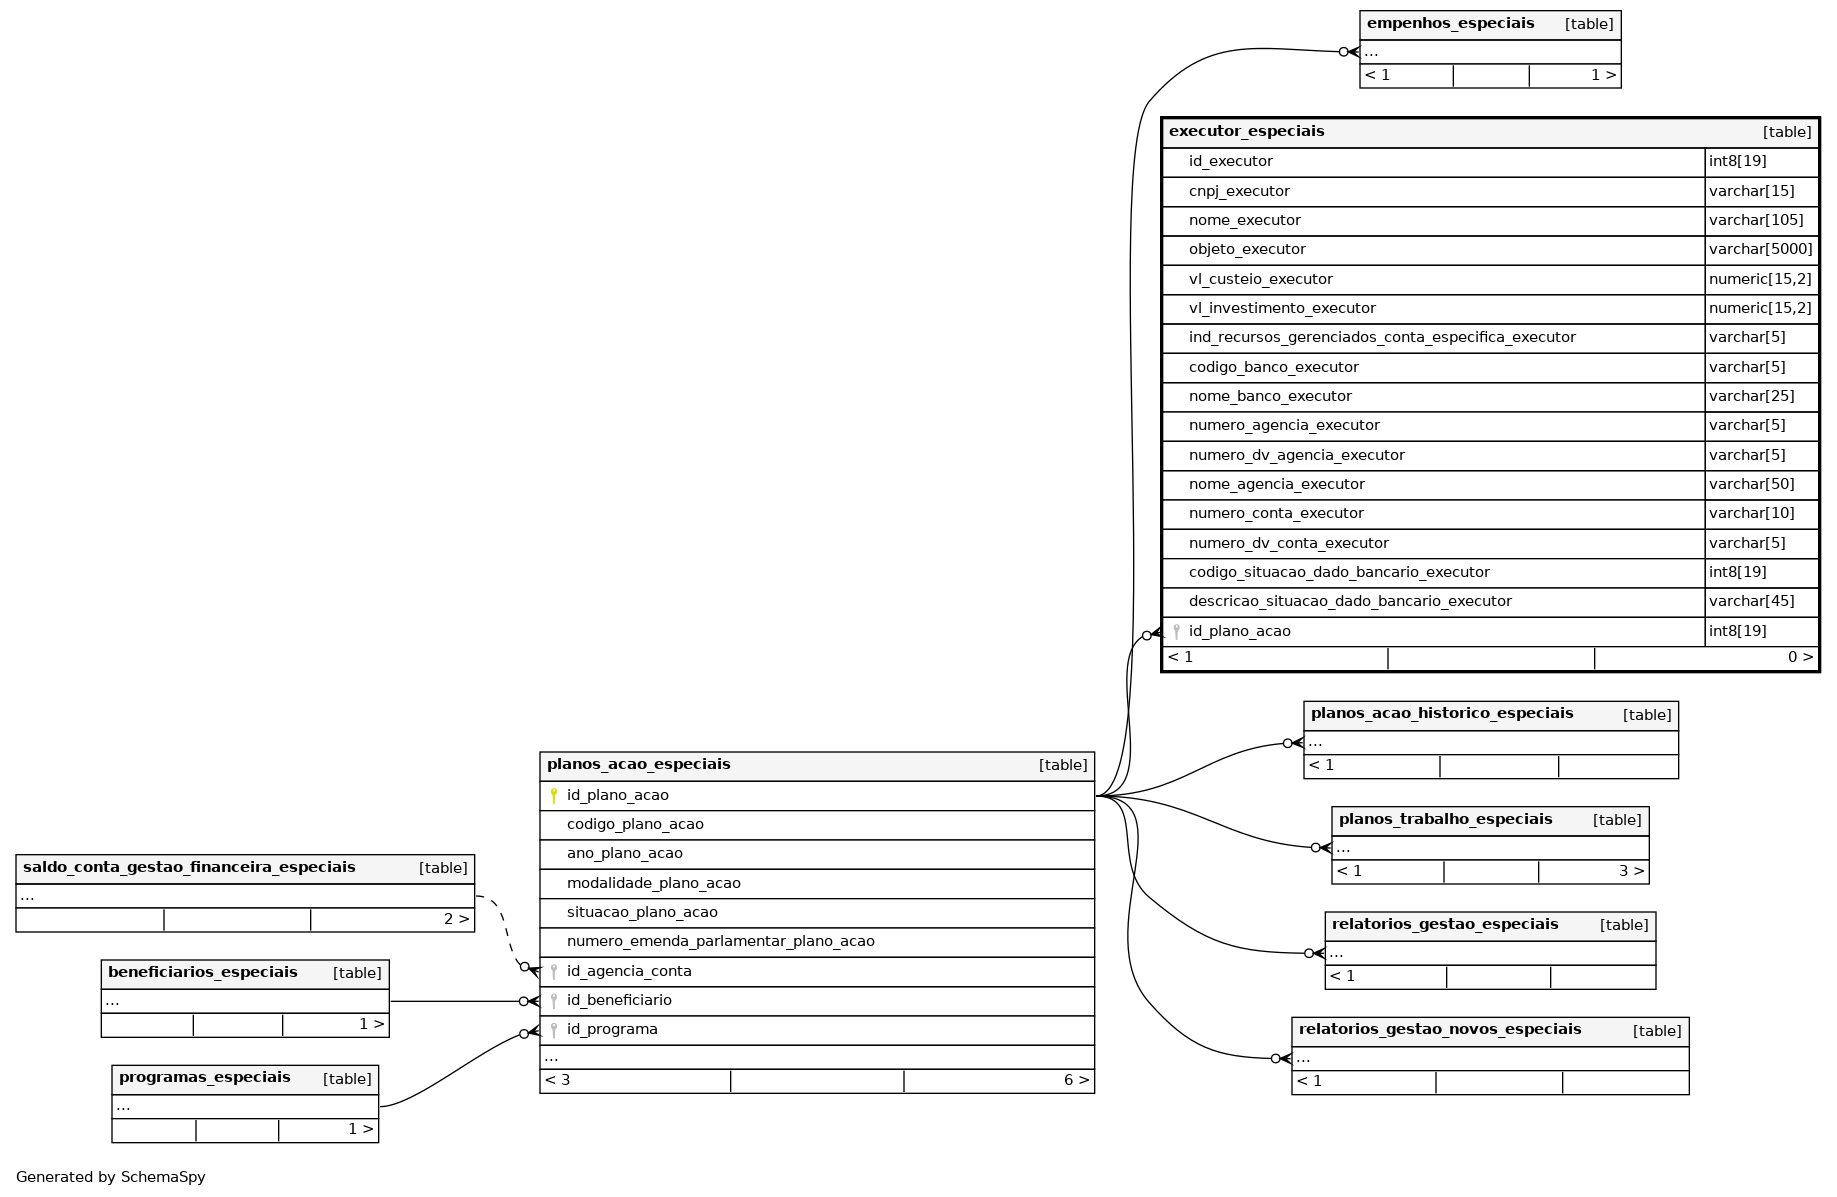 empenhos_especiais [table]
...
< 1 1 >
executor_especiais [table]
id_executor int8[19]
cnpj_executor varchar[15]
nome_executor varchar[105]
objeto_executor varchar[5000]
vl_custeio_executor numeric[15,2]
vl_investimento_executor numeric[15,2]
ind_recursos_gerenciados_conta_especifica_executor varchar[5]
codigo_banco_executor varchar[5]
nome_banco_executor varchar[25]
numero_agencia_executor varchar[5]
numero_dv_agencia_executor varchar[5]
nome_agencia_executor varchar[50]
numero_conta_executor varchar[10]
numero_dv_conta_executor varchar[5]
codigo_situacao_dado_bancario_executor int8[19]
descricao_situacao_dado_bancario_executor varchar[45]
id_plano_acao int8[19]
< 1 0 >
planos_acao_historico_especiais [table]
...
< 1
planos_trabalho_especiais [table]
...
< 1 3 >
relatorios_gestao_especiais [table]
...
< 1
relatorios_gestao_novos_especiais [table]
...
< 1
planos_acao_especiais [table]
id_plano_acao
codigo_plano_acao
ano_plano_acao
modalidade_plano_acao
situacao_plano_acao
numero_emenda_parlamentar_plano_acao
id_agencia_conta
id_beneficiario
id_programa
...
< 3 6 >
saldo_conta_gestao_financeira_especiais [table]
...
2 >
beneficiarios_especiais [table]
...
1 >
programas_especiais [table]
...
1 >
Generated by SchemaSpy